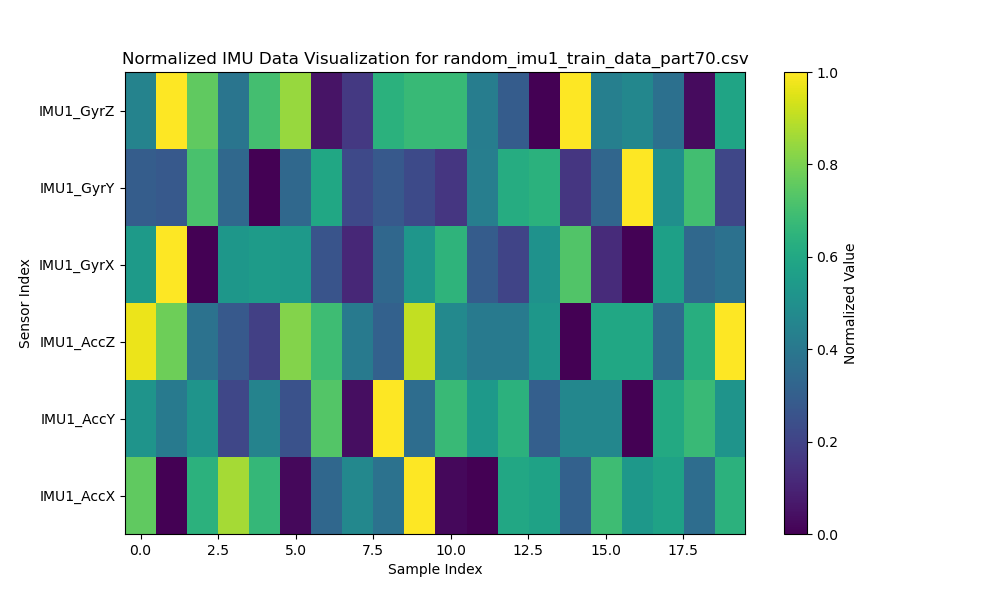 Normalized IMU Data Visualization for random_imu1_train_data_part70.csv
IMU1_GyrZ
IMU1_GyrY
IMU1_GyrX
IMU1_AccZ
IMU1_AccY
IMU1_AccX
Sensor Index
0.0 2.5 5.0 7.5 10.0 12.5 15.0 17.5
Sample Index
1.0
0.8
0.6
0.4
0.2
0.0
Normalized Value